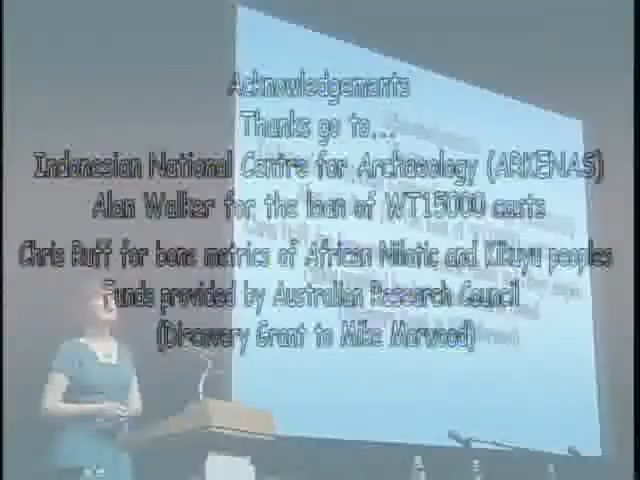 Acknowledgements
Thanks go to...
Indonesian National Centre for Archaeology (ARKENAS)
Alan Walker for the loan of WT15000 casts
Chris Ruff for bone metrics of African Nilotic and Kikuyu peoples
Funds provided by Australian Research Council
(Discovery Grant to Mike Morwood)